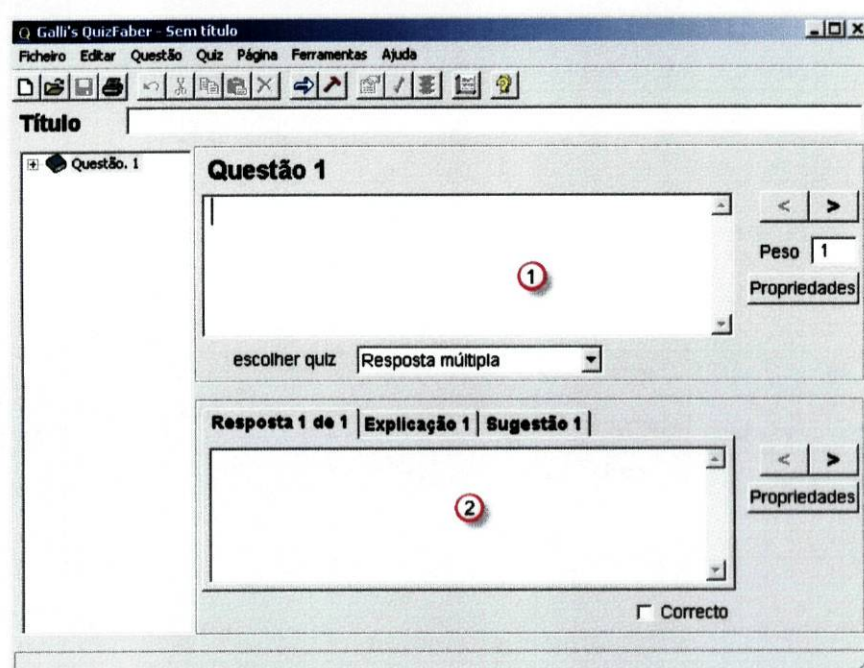 Galli's QuizFaber - Sem título
Ficheiro Editar Questão Quiz Página Ferramentas Ajuda
Título
Questão. 1
Questão 1
1
< >
Peso 1
Propriedades
escolher quiz Resposta múltipla
Resposta 1 de 1 Explicação 1 Sugestão 1
2
< >
Propriedades
Correcto